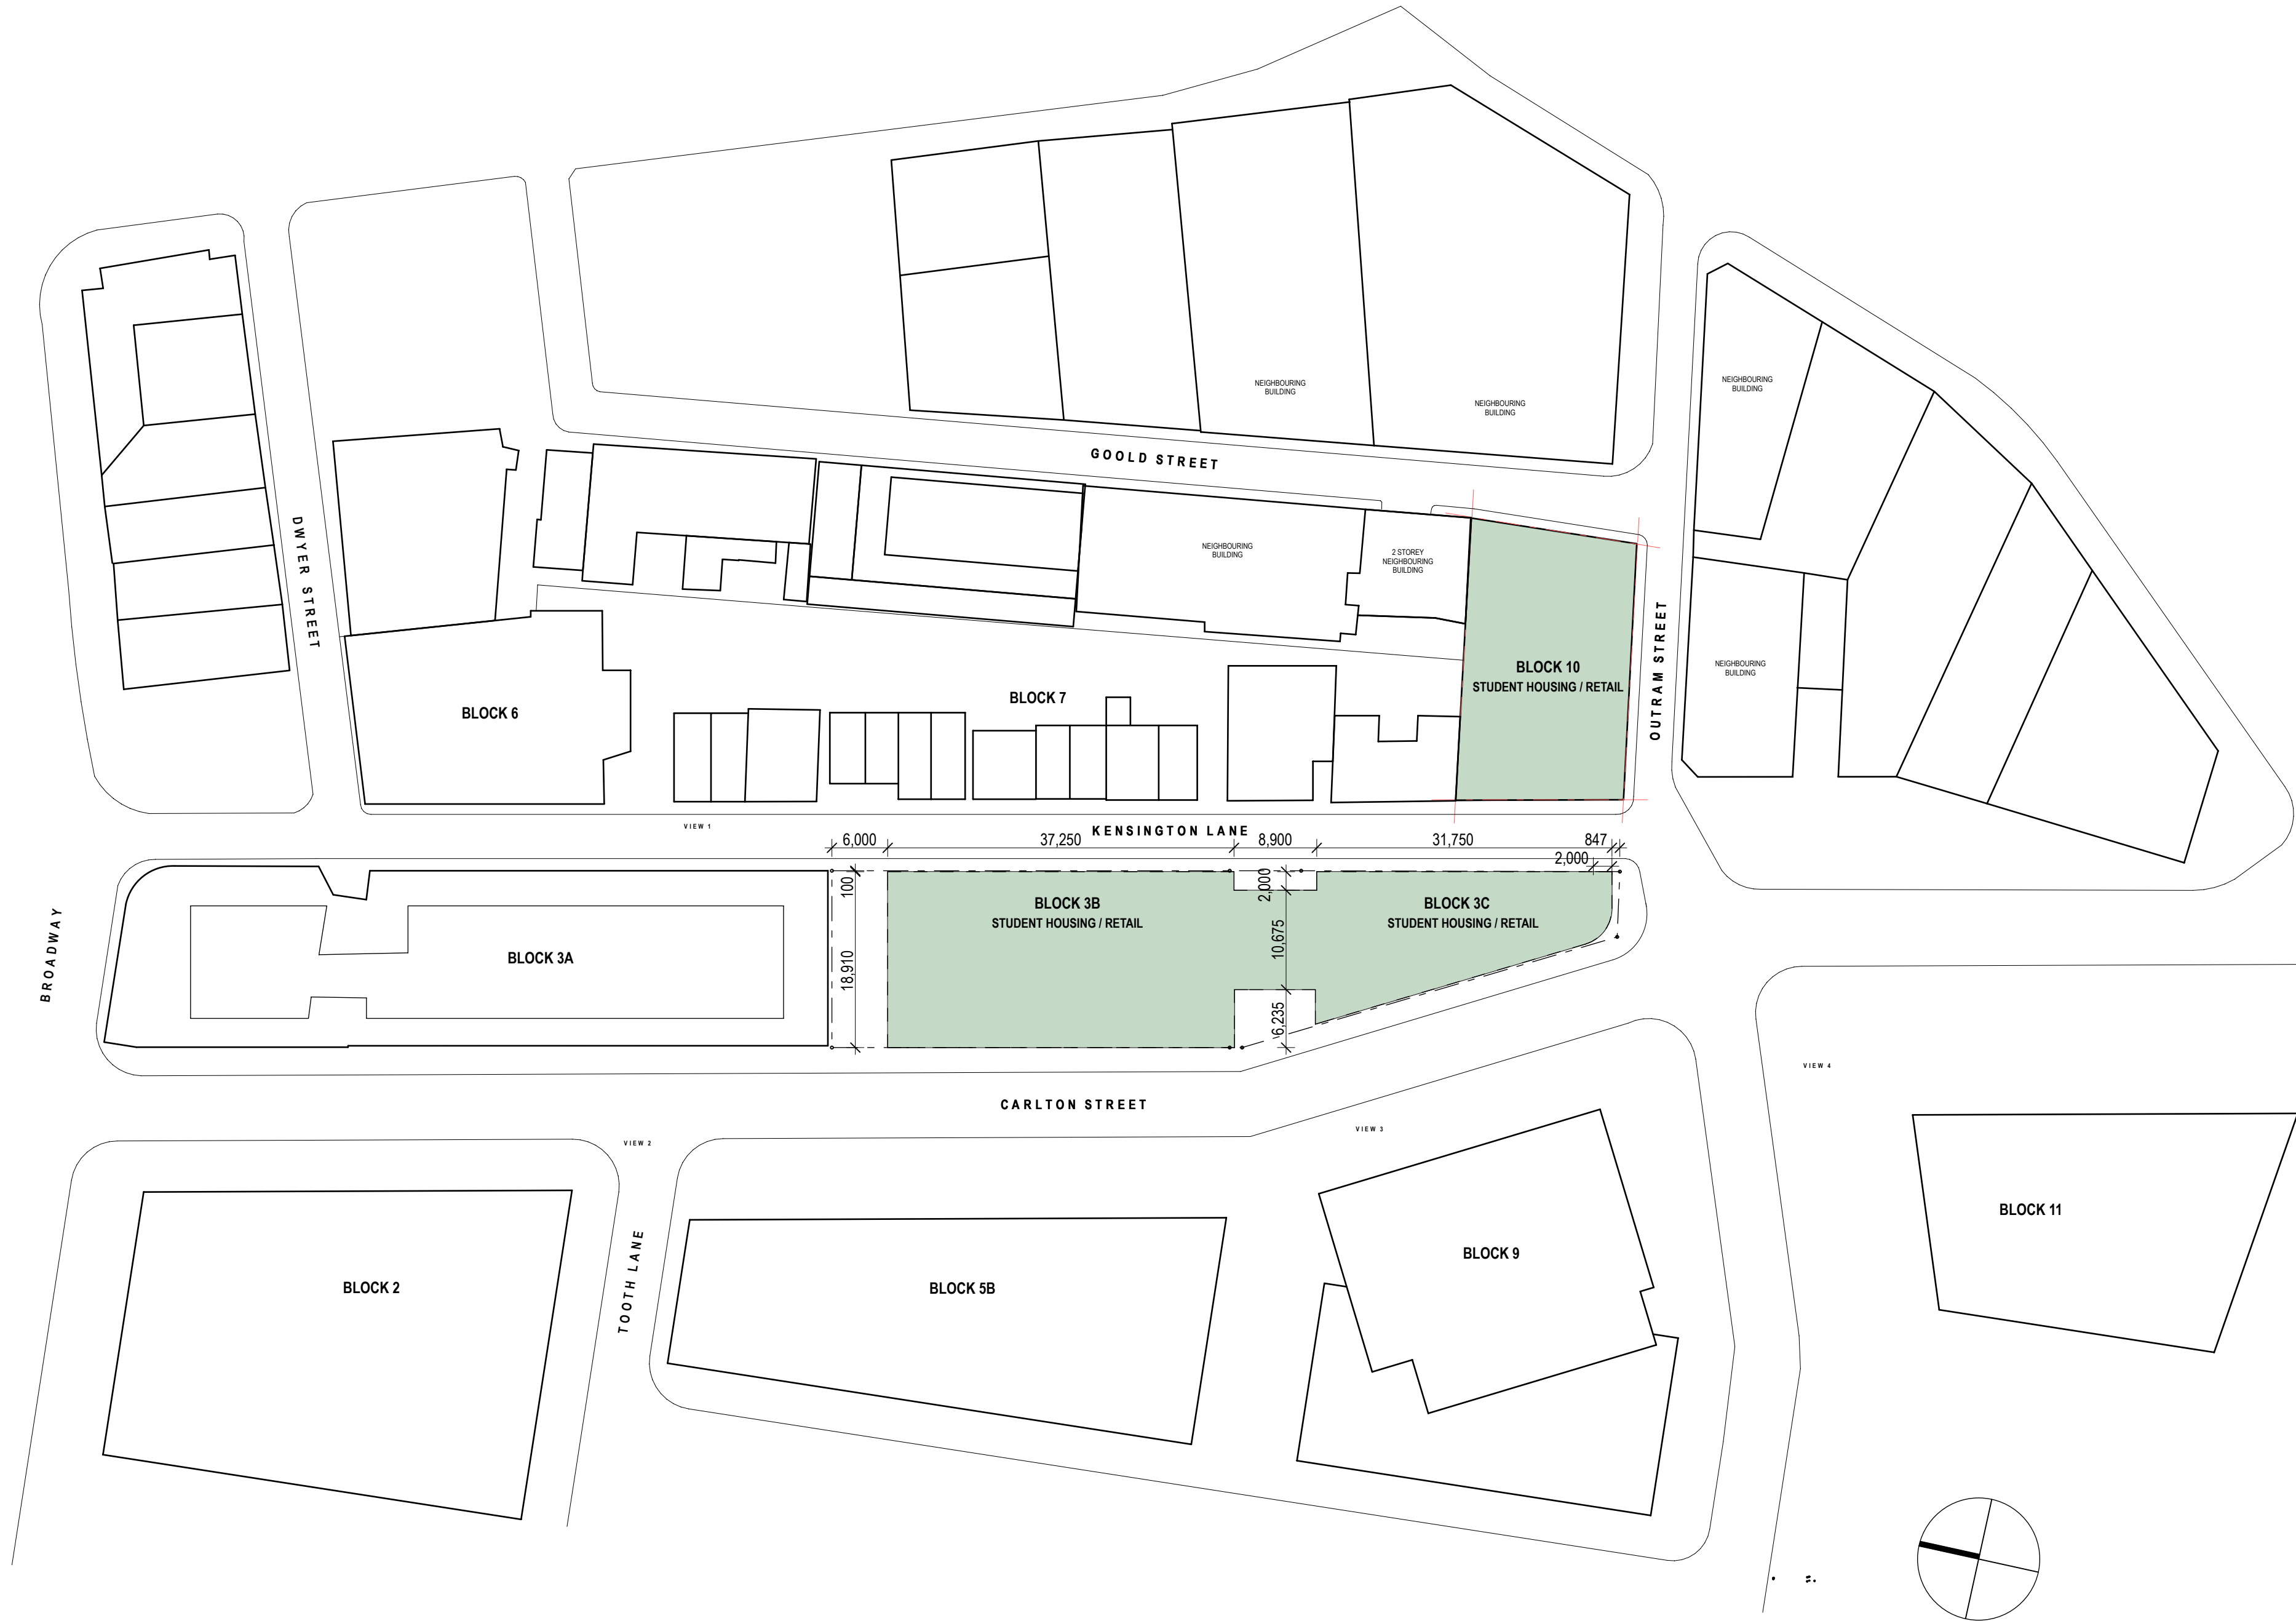 NEIGHBOURING
BUILDING
NEIGHBOURING
BUILDING
NEIGHBOURING
BUILDING
GOOLD STREET
DWYER STREET
NEIGHBOURING
BUILDING
2 STOREY
NEIGHBOURING
BUILDING
OUTRAM STREET
NEIGHBOURING
BUILDING
BLOCK 10
STUDENT HOUSING / RETAIL
BLOCK 7
BLOCK 6
VIEW 1
KENSINGTON LANE
6,000
37,250
8,900
31,750
847
2,000
100
2,000
BLOCK 3B
STUDENT HOUSING / RETAIL
BLOCK 3C
STUDENT HOUSING / RETAIL
BROADWAY
BLOCK 3A
18,910
10,675
6,235
VIEW 4
CARLTON STREET
VIEW 2
VIEW 3
BLOCK 11
BLOCK 9
TOOTH LANE
BLOCK 2
BLOCK 5B